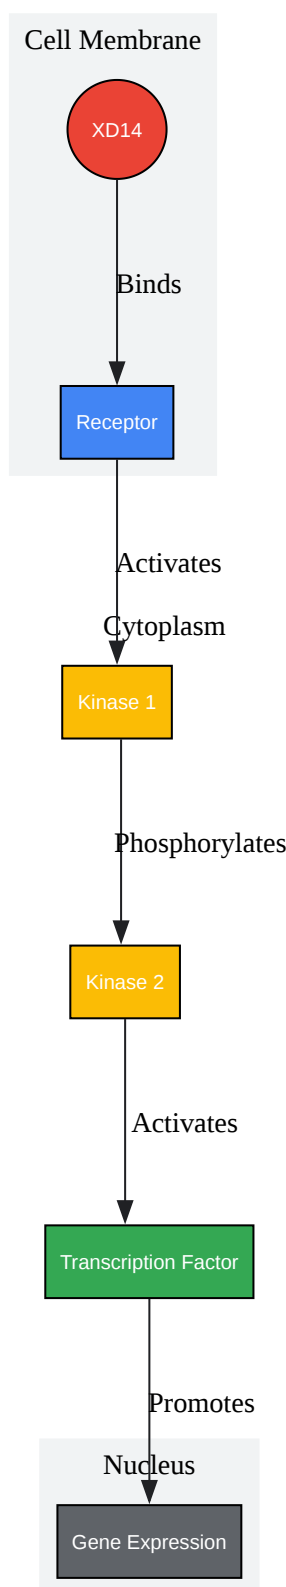 Cell Membrane
XD14
Binds
Receptor
Activates
Cytoplasm
Kinase 1
Phosphorylates
Kinase 2
Activates
Transcription Factor
Promotes
Nucleus
Gene Expression